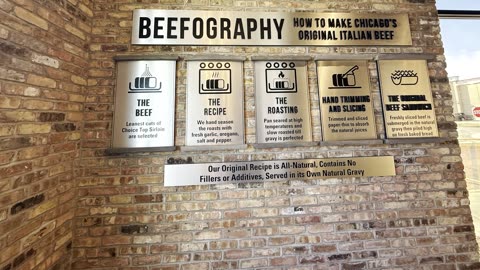 BEEFOGRAPHY
HOW TO MAKE CHICAGO'S
ORIGINAL ITALIAN BEEF
THE
BEEF
Leanest cuts of
Choice Top Sirloin
are selected
THE
RECIPE
We hand season
the roasts with
fresh garlic, oregano,
salt and pepper
THE
ROASTING
Pan seared at high
temperatures and
slow roasted till
gravy is perfected
HAND TRIMMING
AND SLICING
Trimmed and sliced
paper thin to absorb
the natural juices
THE ORIGINAL
BEEF SANDWICH
Freshly sliced beef is
submerged in the natural
gravy then piled high
on fresh baked bread
Our Original Recipe is All-Natural, Contains No
Fillers or Additives, Served in its Own Natural Gravy